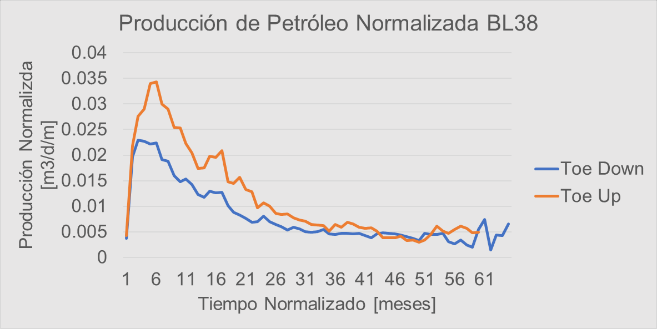 Producción de Petróleo Normalizada BL38
Producción Normalizda
[m3/d/m]
0.04
0.035
0.03
0.025
0.02
0.015
0.01
0.005
0
1 6 11 16 21 26 31 36 41 46 51 56 61
Tiempo Normalizado [meses]
Toe Down
Toe Up